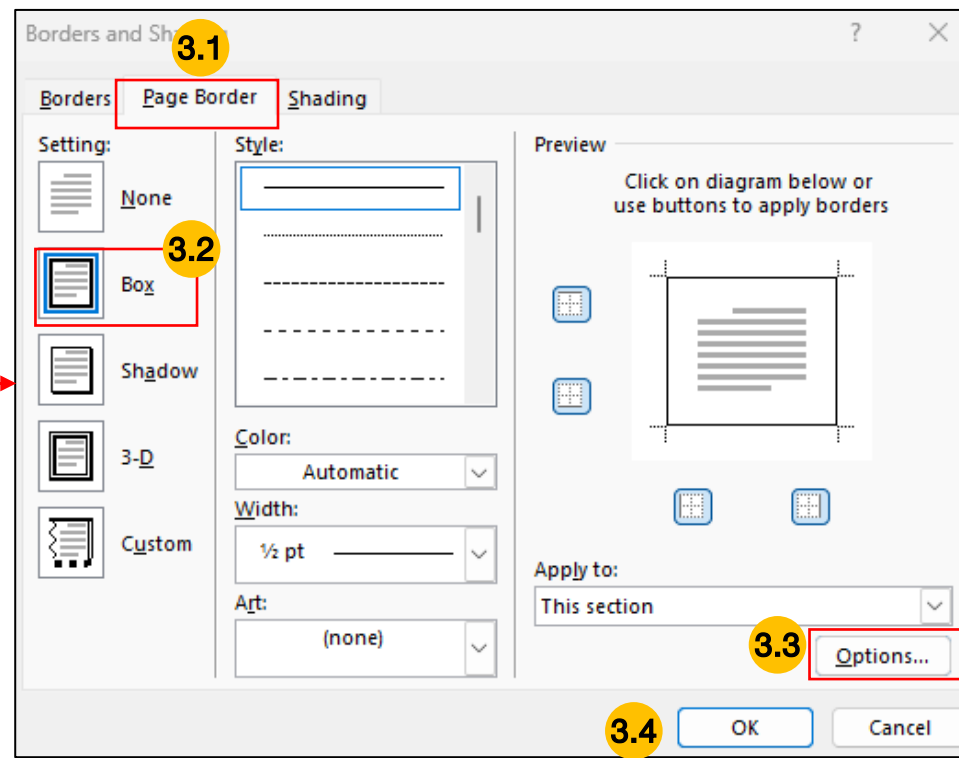 Borders and Sh
3.1
? ×
Borders Page Border Shading
Setting:
None
3.2
Box
Shadow
3-D
Custom
Style:
Color:
Automatic
Width:
½ pt
Art:
(none)
Preview
Click on diagram below or
use buttons to apply borders
Apply to:
This section
3.3
Options...
3.4
OK
Cancel